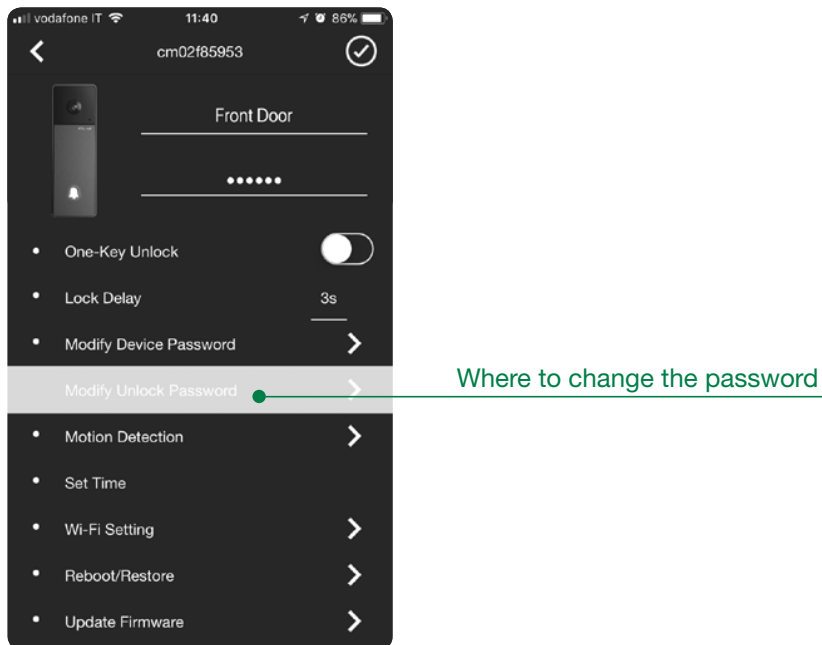 vodafone IT 11:40 86%
cm02f85953
Front Door
••••••
One-Key Unlock
Lock Delay 3s
Modify Device Password
Modify Unlock Password
Where to change the password
Motion Detection
Set Time
Wi-Fi Setting
Reboot/Restore
Update Firmware